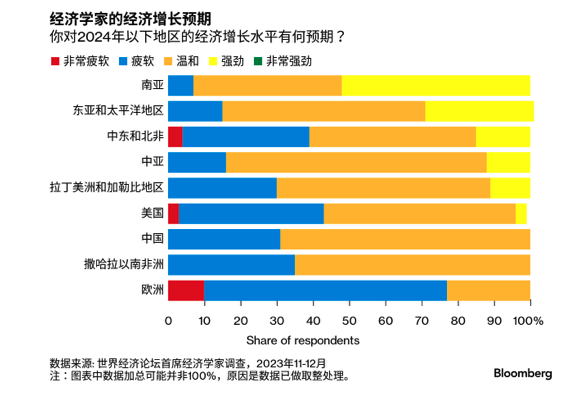 经济学家的经济增长预期
你对2024年以下地区的经济增长水平有何预期？
非常疲软 疲软 温和 强劲 非常强劲
南亚
东亚和太平洋地区
中东和北非
中亚
拉丁美洲和加勒比地区
美国
中国
撒哈拉以南非洲
欧洲
0 10 20 30 40 50 60 70 80 90 100%
Share of respondents
数据来源: 世界经济论坛首席经济学家调查，2023年11-12月
注：图表中数据加总可能并非100%，原因是数据已做取整处理。
Bloomberg